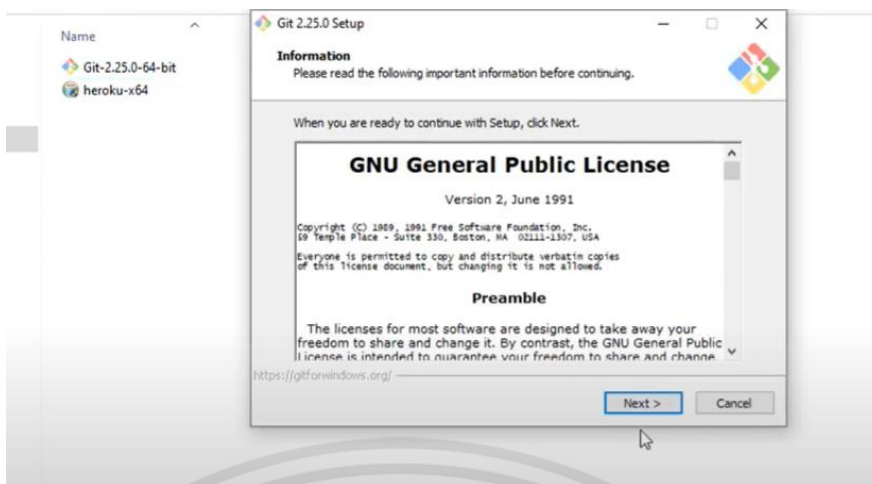 Name
Git-2.25.0-64-bit
heroku-x64
Git 2.25.0 Setup
Information
Please read the following important information before continuing.
When you are ready to continue with Setup, click Next.
GNU General Public License
Version 2, June 1991
Copyright (C) 1989, 1991 Free Software Foundation, Inc.
59 Temple Place - Suite 330, Boston, MA 02111-1307, USA
Everyone is permitted to copy and distribute verbatim copies
of this license document, but changing it is not allowed.
Preamble
The licenses for most software are designed to take away your
freedom to share and change it. By contrast, the GNU General Public
License is intended to guarantee your freedom to share and change
https://gitforwindows.org/
Next >
Cancel